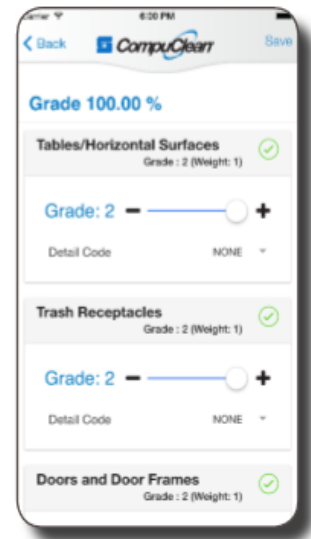 Carrier 6:00 PM
Back CompuClean Save
Grade 100.00 %
Tables/Horizontal Surfaces
Grade : 2 (Weight: 1)
Grade: 2 − +
Detail Code NONE
Trash Receptacles
Grade : 2 (Weight: 1)
Grade: 2 − +
Detail Code NONE
Doors and Door Frames
Grade : 2 (Weight: 1)